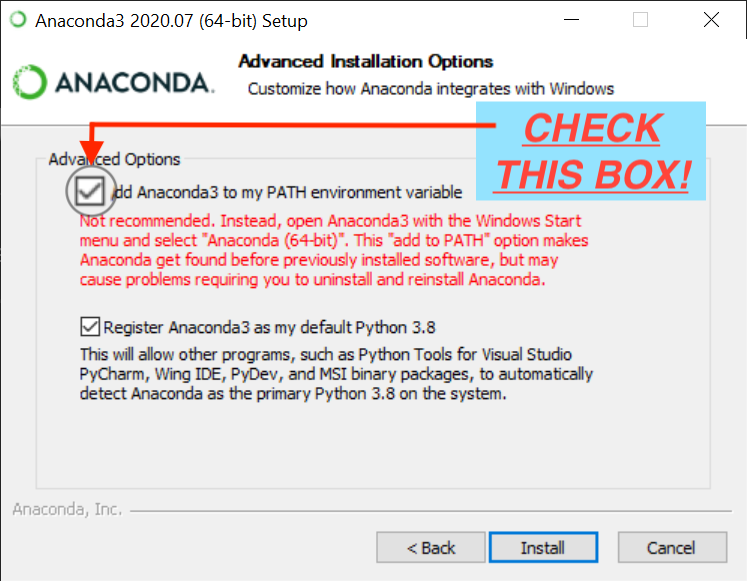 Anaconda3 2020.07 (64-bit) Setup
Advanced Installation Options
Customize how Anaconda integrates with Windows
ANACONDA.
CHECK
THIS BOX!
Advanced Options
Add Anaconda3 to my PATH environment variable
Not recommended. Instead, open Anaconda3 with the Windows Start
menu and select "Anaconda (64-bit)". This "add to PATH" option makes
Anaconda get found before previously installed software, but may
cause problems requiring you to uninstall and reinstall Anaconda.
Register Anaconda3 as my default Python 3.8
This will allow other programs, such as Python Tools for Visual Studio
PyCharm, Wing IDE, PyDev, and MSI binary packages, to automatically
detect Anaconda as the primary Python 3.8 on the system.
Anaconda, Inc.
< Back
Install
Cancel